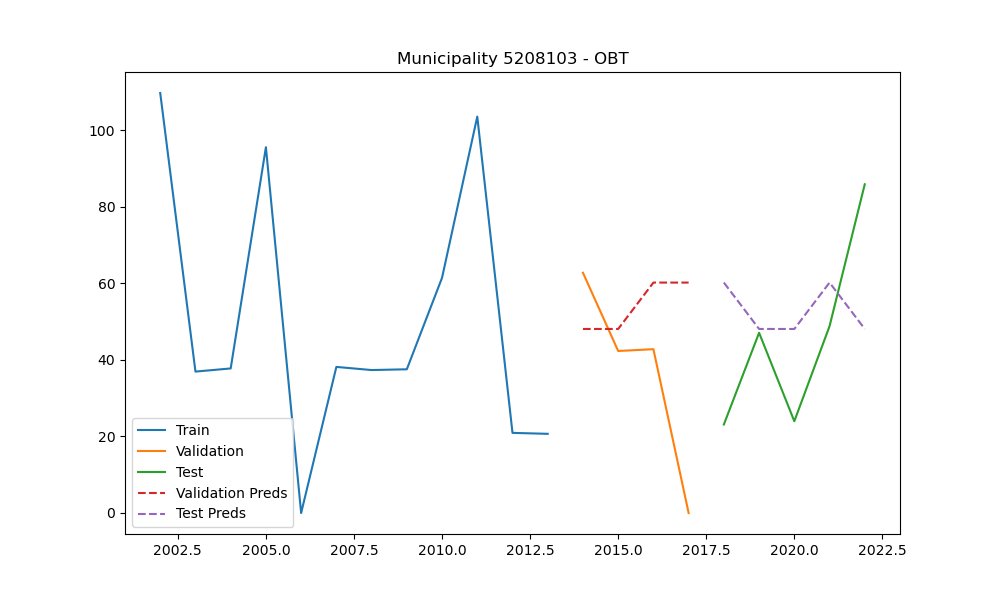 Municipality 5208103 - OBT
100
80
60
40
20
0
Train
Validation
Test
Validation Preds
Test Preds
2002.5 2005.0 2007.5 2010.0 2012.5 2015.0 2017.5 2020.0 2022.5